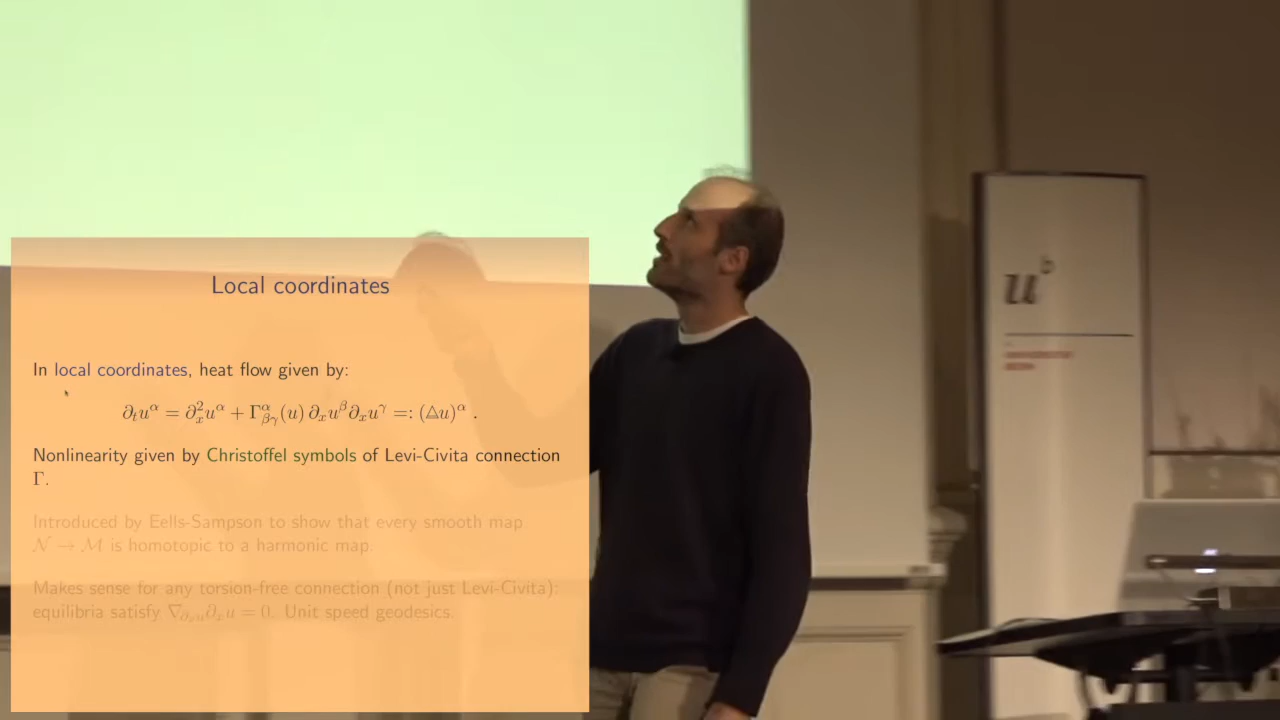 Local coordinates
In local coordinates, heat flow given by:
∂ₜu^α = ∂ₓ²u^α + Γ^α_{βγ}(u) ∂ₓu^β ∂ₓu^γ =: (△u)^α .
Nonlinearity given by Christoffel symbols of Levi-Civita connection
Γ.
Introduced by Eells-Sampson to show that every smooth map
𝒩 → ℳ is homotopic to a harmonic map.
Makes sense for any torsion-free connection (not just Levi-Civita):
equilibria satisfy ∇_{∂ₓu}∂ₓu = 0. Unit speed geodesics.
u^b